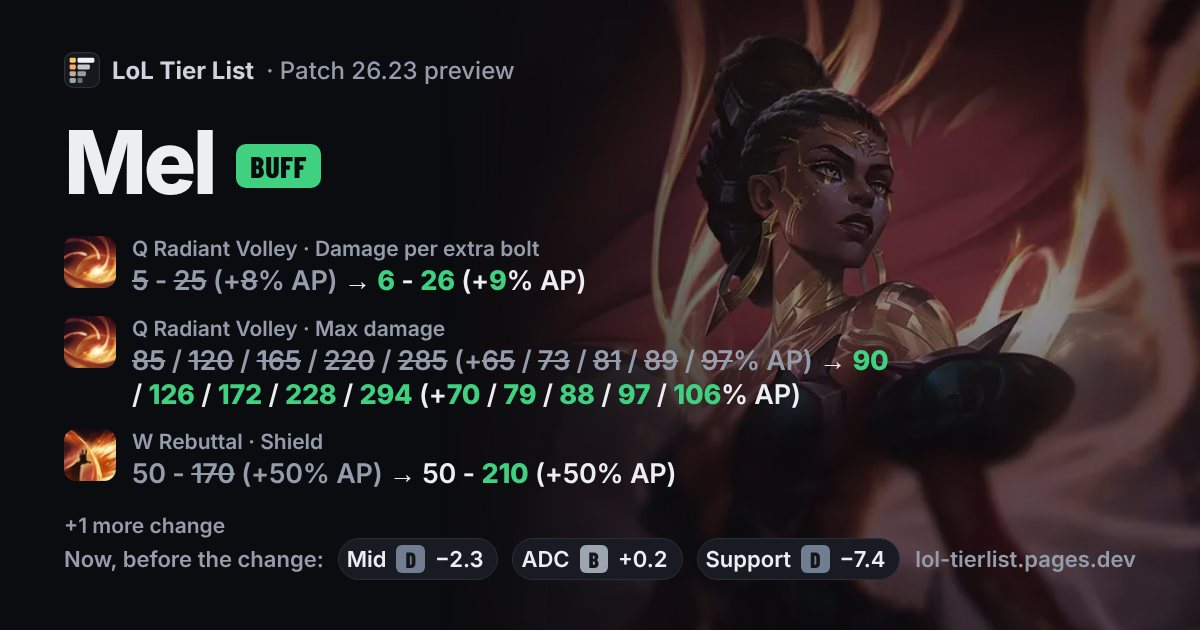 LoL Tier List · Patch 26.23 preview
Mel BUFF
Q Radiant Volley · Damage per extra bolt
5 - 25 (+8% AP) → 6 - 26 (+9% AP)
Q Radiant Volley · Max damage
85 / 120 / 165 / 220 / 285 (+65 / 73 / 81 / 89 / 97% AP) → 90
/ 126 / 172 / 228 / 294 (+70 / 79 / 88 / 97 / 106% AP)
W Rebuttal · Shield
50 - 170 (+50% AP) → 50 - 210 (+50% AP)
+1 more change
Now, before the change: Mid D −2.3 ADC B +0.2 Support D −7.4 lol-tierlist.pages.dev